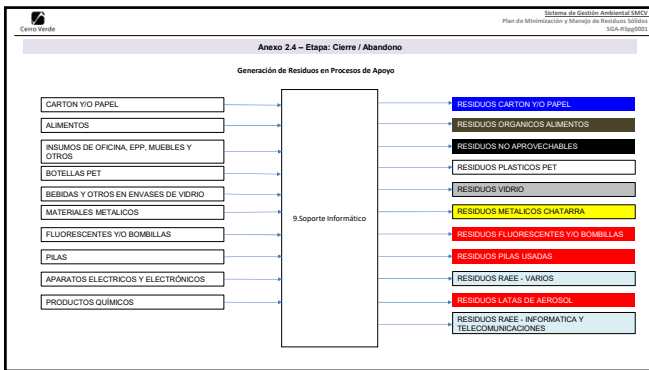 Cerro Verde
Sistema de Gestión Ambiental SMCV
Plan de Minimización y Manejo de Residuos Sólidos
SGA-RSpg0001
Anexo 2.4 – Etapa: Cierre / Abandono
Generación de Residuos en Procesos de Apoyo
CARTON Y/O PAPEL
ALIMENTOS
INSUMOS DE OFICINA, EPP, MUEBLES Y
OTROS
BOTELLAS PET
BEBIDAS Y OTROS EN ENVASES DE VIDRIO
MATERIALES METALICOS
FLUORESCENTES Y/O BOMBILLAS
PILAS
APARATOS ELECTRICOS Y ELECTRÓNICOS
PRODUCTOS QUÍMICOS
9.Soporte Informático
RESIDUOS CARTON Y/O PAPEL
RESIDUOS ORGANICOS ALIMENTOS
RESIDUOS NO APROVECHABLES
RESIDUOS PLASTICOS PET
RESIDUOS VIDRIO
RESIDUOS METALICOS CHATARRA
RESIDUOS FLUORESCENTES Y/O BOMBILLAS
RESIDUOS PILAS USADAS
RESIDUOS RAEE - VARIOS
RESIDUOS LATAS DE AEROSOL
RESIDUOS RAEE - INFORMATICA Y
TELECOMUNICACIONES